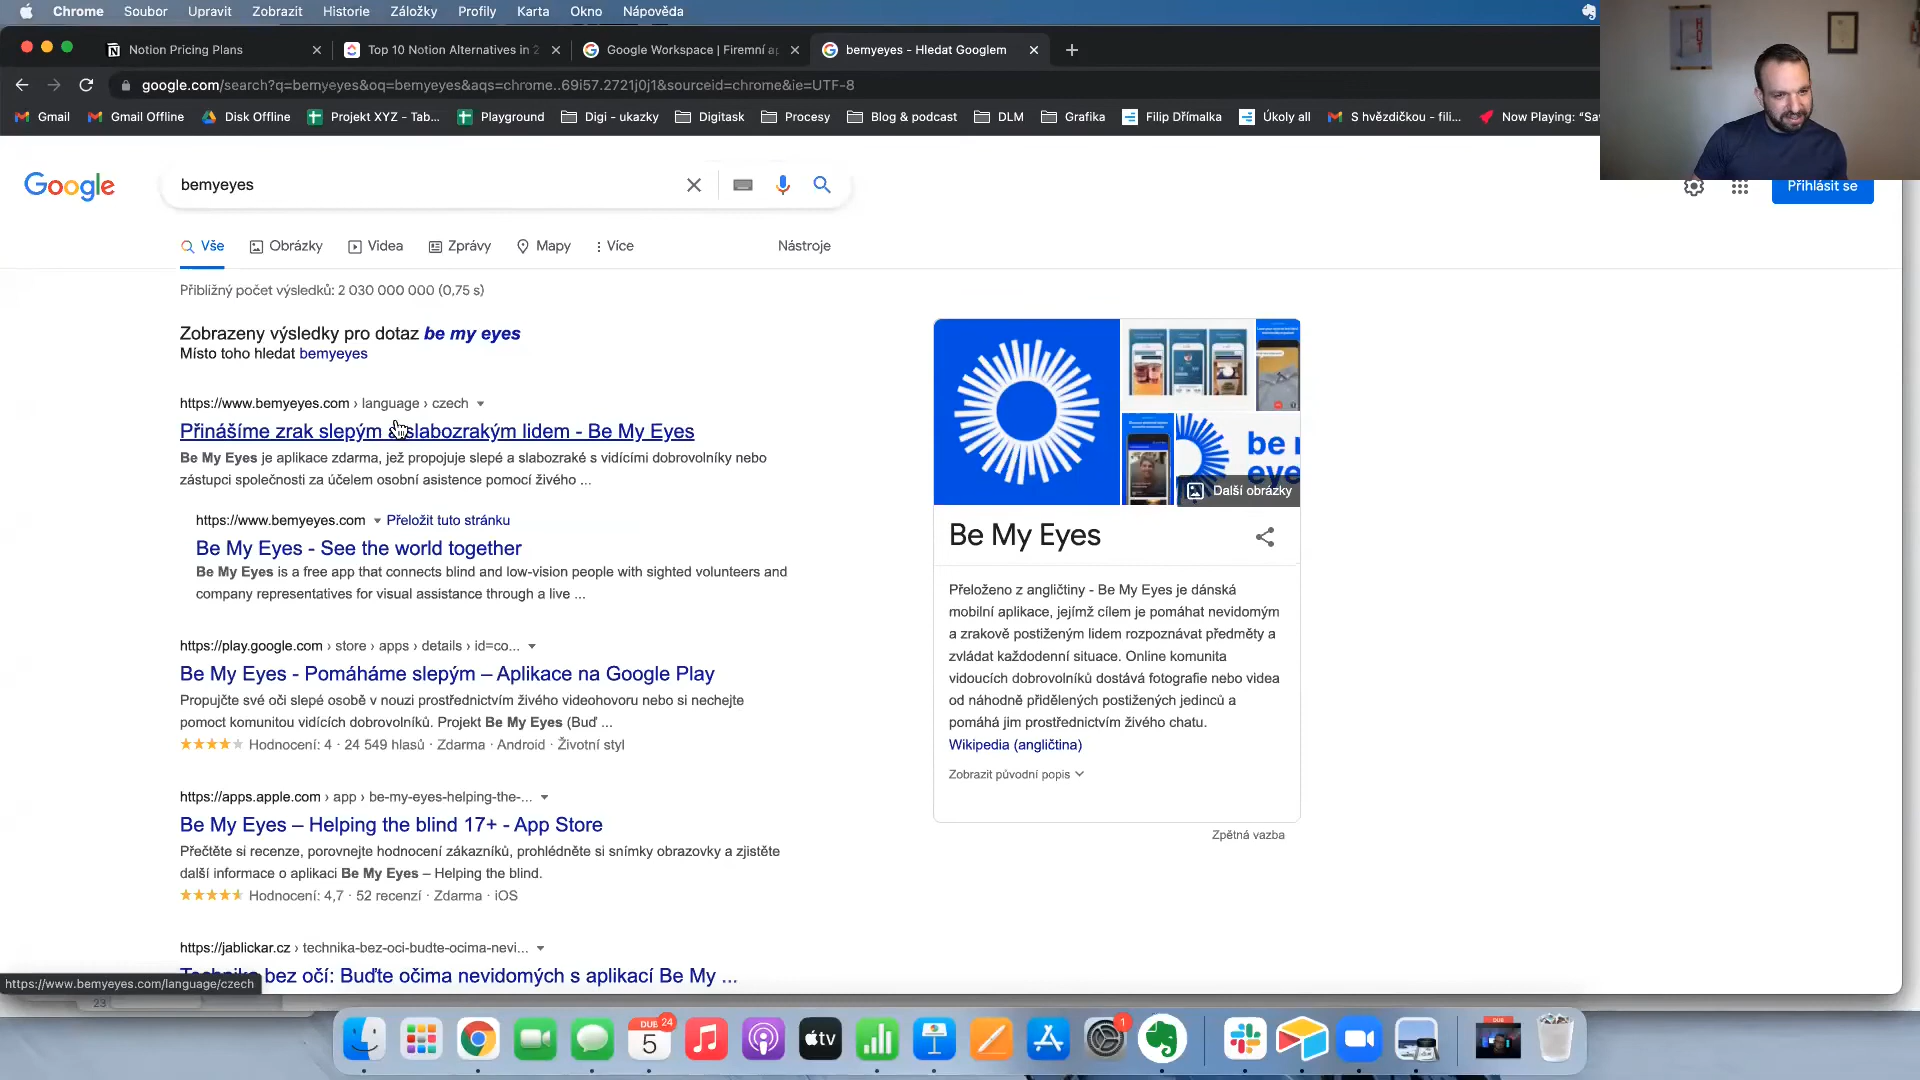 Chrome Soubor Upravit Zobrazit Historie Záložky Profily Karta Okno Nápověda
Notion Pricing Plans
Top 10 Notion Alternatives in 2
Google Workspace | Firemní ap
bemyeyes - Hledat Googlem
google.com/search?q=bemyeyes&oq=bemyeyes&aqs=chrome..69i57.2721j0j1&sourceid=chrome&ie=UTF-8
Gmail Gmail Offline Disk Offline Projekt XYZ - Tab... Playground Digi - ukazky Digitask Procesy Blog & podcast DLM Grafika Filip Dřímalka Úkoly all S hvězdičkou - fili... Now Playing: “Sav
Google
bemyeyes
Přihlásit se
Vše Obrázky Videa Zprávy Mapy Více Nástroje
Přibližný počet výsledků: 2 030 000 000 (0,75 s)
Zobrazeny výsledky pro dotaz be my eyes
Místo toho hledat bemyeyes
https://www.bemyeyes.com › language › czech
Přinášíme zrak slepým a slabozrakým lidem - Be My Eyes
Be My Eyes je aplikace zdarma, jež propojuje slepé a slabozraké s vidícími dobrovolníky nebo
zástupci společnosti za účelem osobní asistence pomocí živého ...
https://www.bemyeyes.com Přeložit tuto stránku
Be My Eyes - See the world together
Be My Eyes is a free app that connects blind and low-vision people with sighted volunteers and
company representatives for visual assistance through a live ...
https://play.google.com › store › apps › details › id=co...
Be My Eyes - Pomáháme slepým – Aplikace na Google Play
Propujčte své oči slepé osobě v nouzi prostřednictvím živého videohovoru nebo si nechejte
pomoct komunitou vidících dobrovolníků. Projekt Be My Eyes (Buď ...
Hodnocení: 4 · 24 549 hlasů · Zdarma · Android · Životní styl
https://apps.apple.com › app › be-my-eyes-helping-the-...
Be My Eyes – Helping the blind 17+ - App Store
Přečtěte si recenze, porovnejte hodnocení zákazníků, prohlédněte si snímky obrazovky a zjistěte
další informace o aplikaci Be My Eyes – Helping the blind.
Hodnocení: 4,7 · 52 recenzí · Zdarma · iOS
https://jablickar.cz › technika-bez-oci-budte-ocima-nevi...
Technika bez očí: Buďte očima nevidomých s aplikací Be My ...
be m
eye
Další obrázky
Be My Eyes
Přeloženo z angličtiny - Be My Eyes je dánská
mobilní aplikace, jejímž cílem je pomáhat nevidomým
a zrakově postiženým lidem rozpoznávat předměty a
zvládat každodenní situace. Online komunita
vidoucích dobrovolníků dostává fotografie nebo videa
od náhodně přidělených postižených jedinců a
pomáhá jim prostřednictvím živého chatu.
Wikipedia (angličtina)
Zobrazit původní popis
Zpětná vazba
https://www.bemyeyes.com/language/czech
23
DUB 24
5
tv
1
DUB